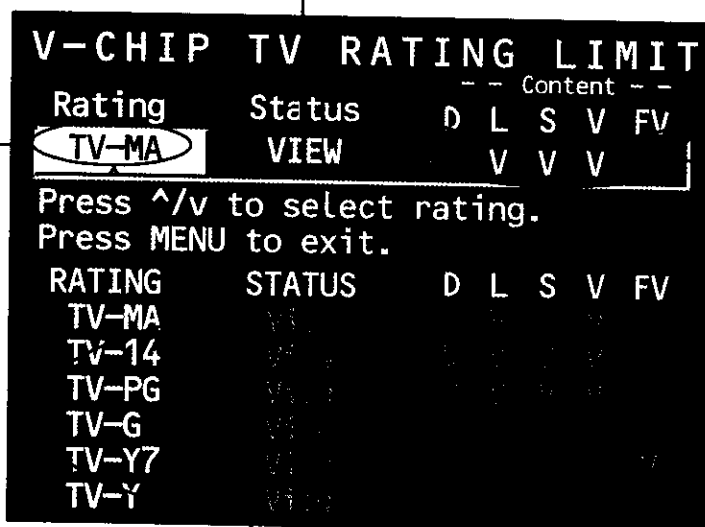 V-CHIP TV RATING LIMIT
-- Content --
Rating Status D L S V FV
TV-MA VIEW V V V
Press ^/v to select rating.
Press MENU to exit.
RATING STATUS D L S V FV
TV-MA
TV-14
TV-PG
TV-G
TV-Y7
TV-Y